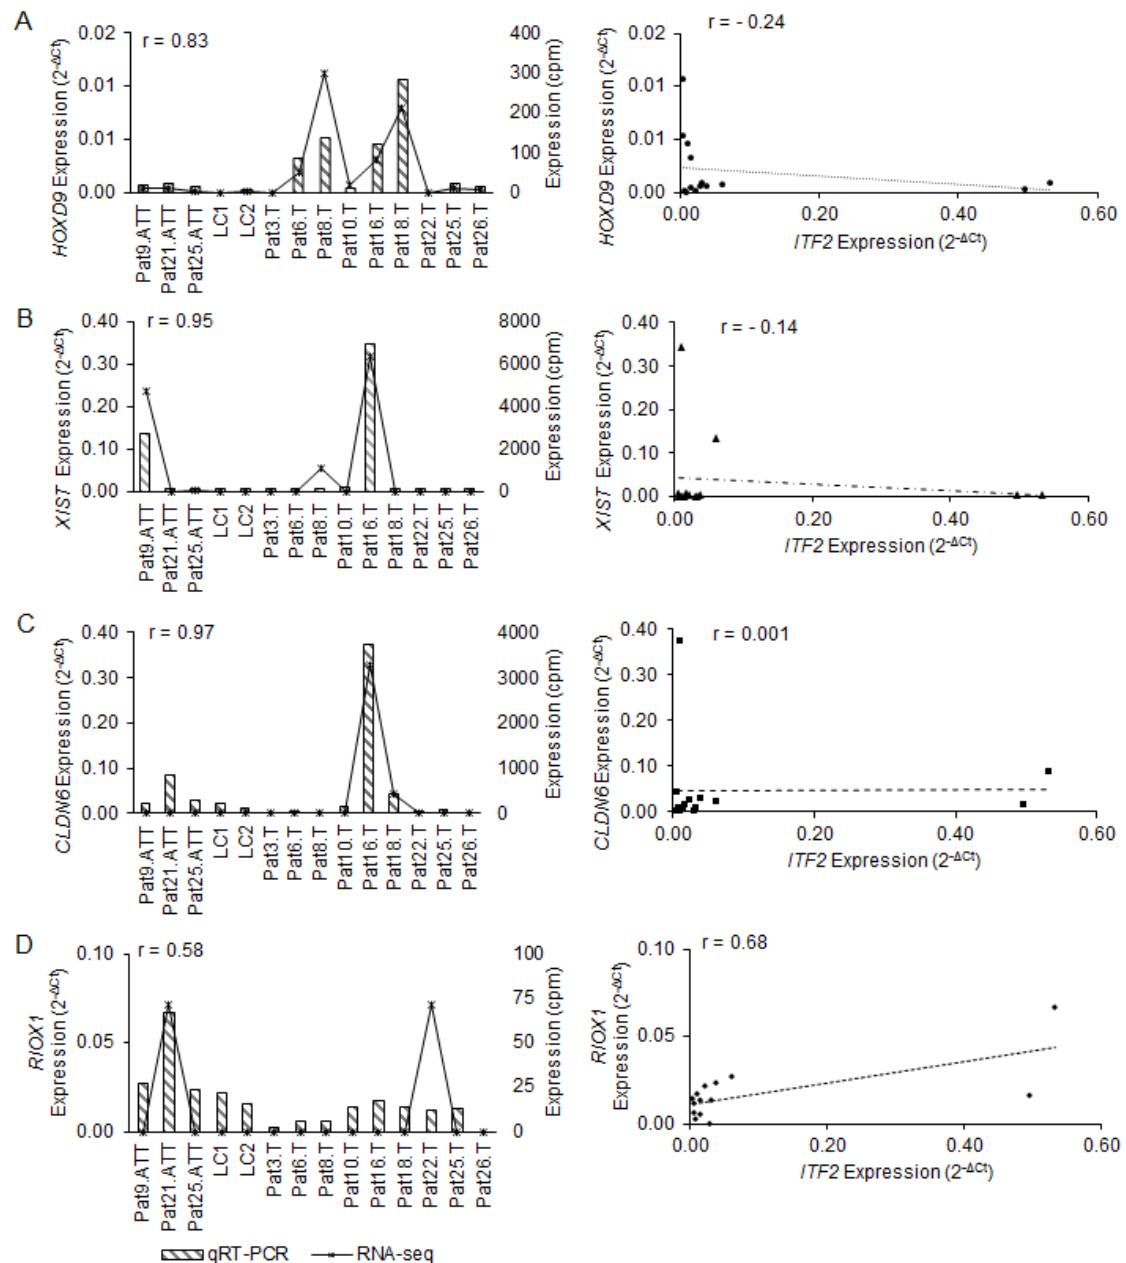 A
r = 0.83
HOXD9 Expression (2-ΔCt)
0.02
0.01
0.01
0.00
400
300
200
100
0
Expression (cpm)
Pat9.ATT
Pat21.ATT
Pat25.ATT
LC1
LC2
Pat3.T
Pat6.T
Pat8.T
Pat10.T
Pat16.T
Pat18.T
Pat22.T
Pat25.T
Pat26.T
r = - 0.24
HOXD9 Expression (2-ΔCt)
0.02
0.01
0.01
0.00
0.00 0.20 0.40 0.60
ITF2 Expression (2-ΔCt)
B
r = 0.95
XIST Expression (2-ΔCt)
0.40
0.30
0.20
0.10
0.00
8000
6000
4000
2000
0
Expression (cpm)
Pat9.ATT
Pat21.ATT
Pat25.ATT
LC1
LC2
Pat3.T
Pat6.T
Pat8.T
Pat10.T
Pat16.T
Pat18.T
Pat22.T
Pat25.T
Pat26.T
r = - 0.14
XIST Expression (2-ΔCt)
0.40
0.30
0.20
0.10
0.00
0.00 0.20 0.40 0.60
ITF2 Expression (2-ΔCt)
C
r = 0.97
CLDN6 Expression (2-ΔCt)
0.40
0.30
0.20
0.10
0.00
4000
3000
2000
1000
0
Expression (cpm)
Pat9.ATT
Pat21.ATT
Pat25.ATT
LC1
LC2
Pat3.T
Pat6.T
Pat8.T
Pat10.T
Pat16.T
Pat18.T
Pat22.T
Pat25.T
Pat26.T
r = 0.001
CLDN6 Expression (2-ΔCt)
0.40
0.30
0.20
0.10
0.00
0.00 0.20 0.40 0.60
ITF2 Expression (2-ΔCt)
D
r = 0.58
RIOX1
Expression (2-ΔCt)
0.10
0.05
0.00
100
75
50
25
0
Expression (cpm)
Pat9.ATT
Pat21.ATT
Pat25.ATT
LC1
LC2
Pat3.T
Pat6.T
Pat8.T
Pat10.T
Pat16.T
Pat18.T
Pat22.T
Pat25.T
Pat26.T
r = 0.68
RIOX1
Expression (2-ΔCt)
0.10
0.05
0.00
0.00 0.20 0.40 0.60
ITF2 Expression (2-ΔCt)
qRT-PCR RNA-seq